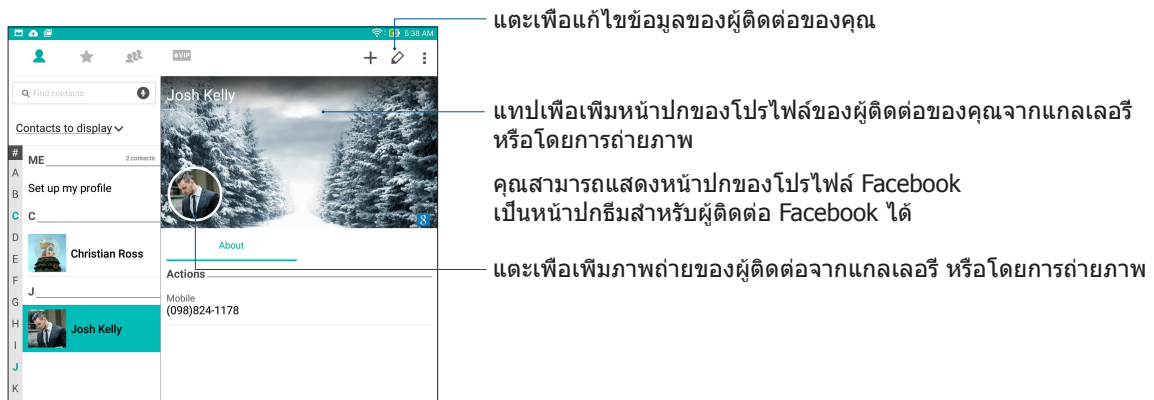 5:38 AM
แตะเพื่อแก้ไขข้อมูลของผู้ติดต่อของคุณ
VIP
Find contacts
Josh Kelly
แทปเพื่อเพิ่มหน้าปกของโปรไฟล์ของผู้ติดต่อของคุณจากแกลเลอรี
หรือโดยการถ่ายภาพ
คุณสามารถแสดงหน้าปกของโปรไฟล์ Facebook
เป็นหน้าปกธีมสำหรับผู้ติดต่อ Facebook ได้
แตะเพื่อเพิ่มภาพถ่ายของผู้ติดต่อจากแกลเลอรี หรือโดยการถ่ายภาพ
Contacts to display
#
ME 2 contacts
A
B
Set up my profile
C
C
D
Christian Ross
E
F
J
G
H
Josh Kelly
I
J
K
8
About
Actions
Mobile
(098)824-1178